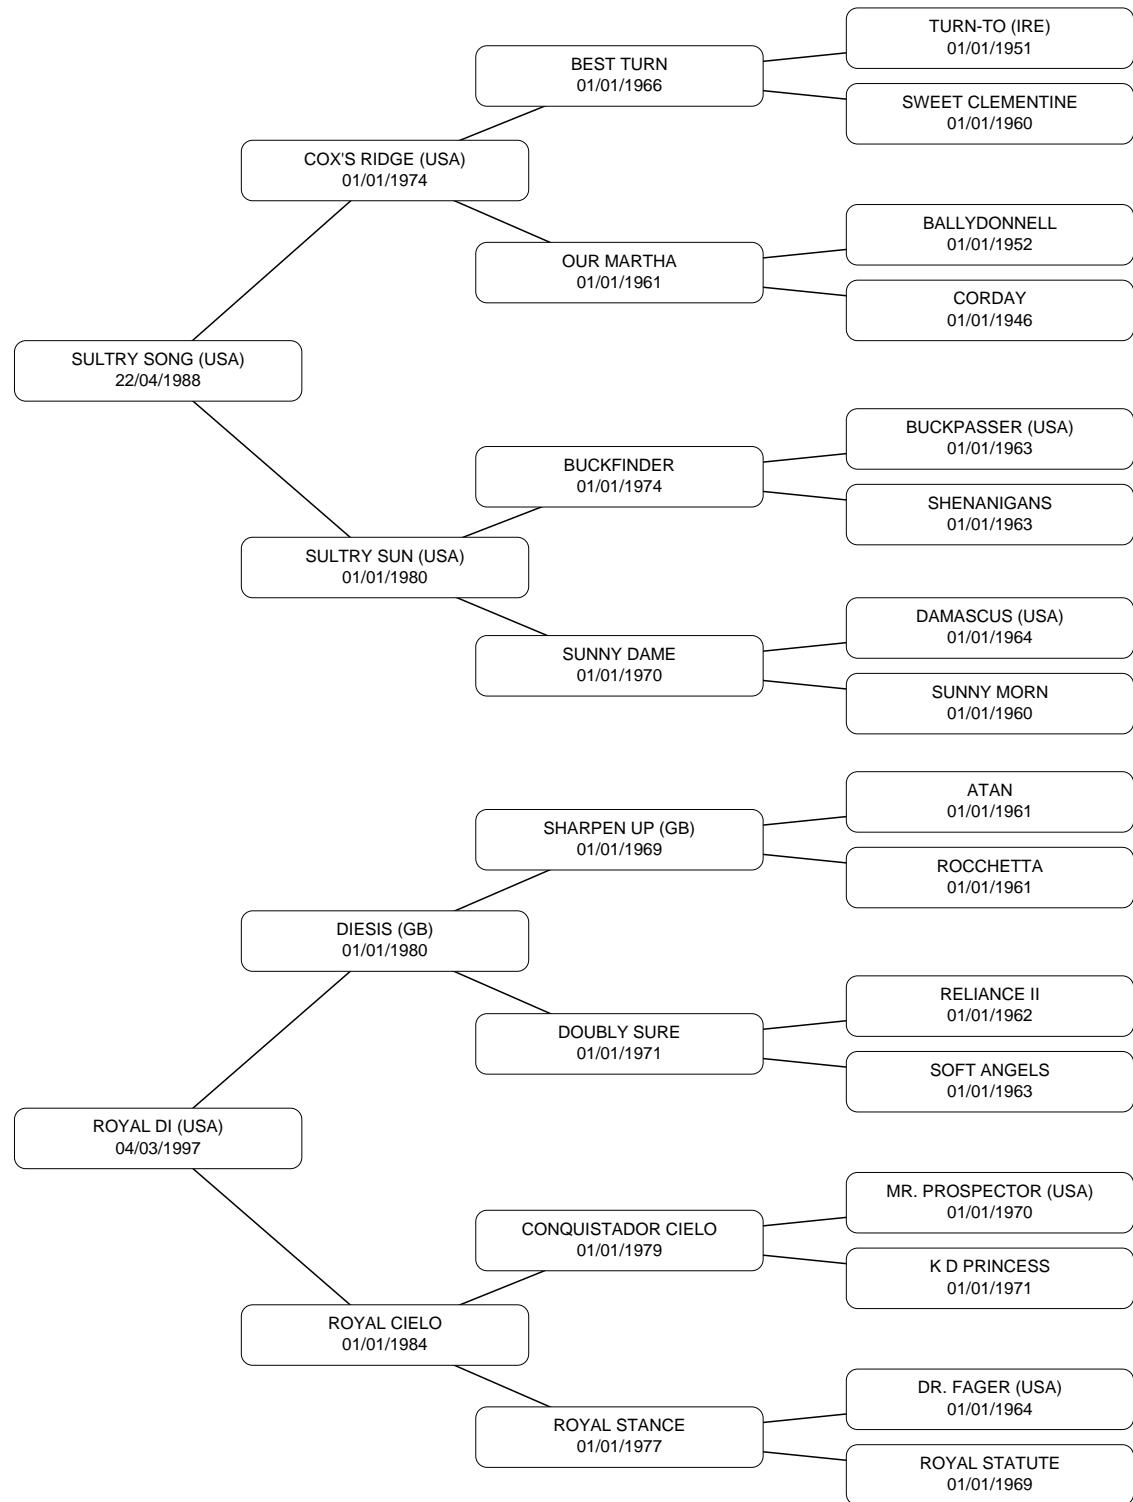 TURN-TO (IRE)
01/01/1951
BEST TURN
01/01/1966
SWEET CLEMENTINE
01/01/1960
COX'S RIDGE (USA)
01/01/1974
BALLYDONNELL
01/01/1952
OUR MARTHA
01/01/1961
CORDAY
01/01/1946
SULTRY SONG (USA)
22/04/1988
BUCKPASSER (USA)
01/01/1963
BUCKFINDER
01/01/1974
SHENANIGANS
01/01/1963
SULTRY SUN (USA)
01/01/1980
DAMASCUS (USA)
01/01/1964
SUNNY DAME
01/01/1970
SUNNY MORN
01/01/1960
ATAN
01/01/1961
SHARPEN UP (GB)
01/01/1969
ROCCHETTA
01/01/1961
DIESIS (GB)
01/01/1980
RELIANCE II
01/01/1962
DOUBLY SURE
01/01/1971
SOFT ANGELS
01/01/1963
ROYAL DI (USA)
04/03/1997
MR. PROSPECTOR (USA)
01/01/1970
CONQUISTADOR CIELO
01/01/1979
K D PRINCESS
01/01/1971
ROYAL CIELO
01/01/1984
DR. FAGER (USA)
01/01/1964
ROYAL STANCE
01/01/1977
ROYAL STATUTE
01/01/1969